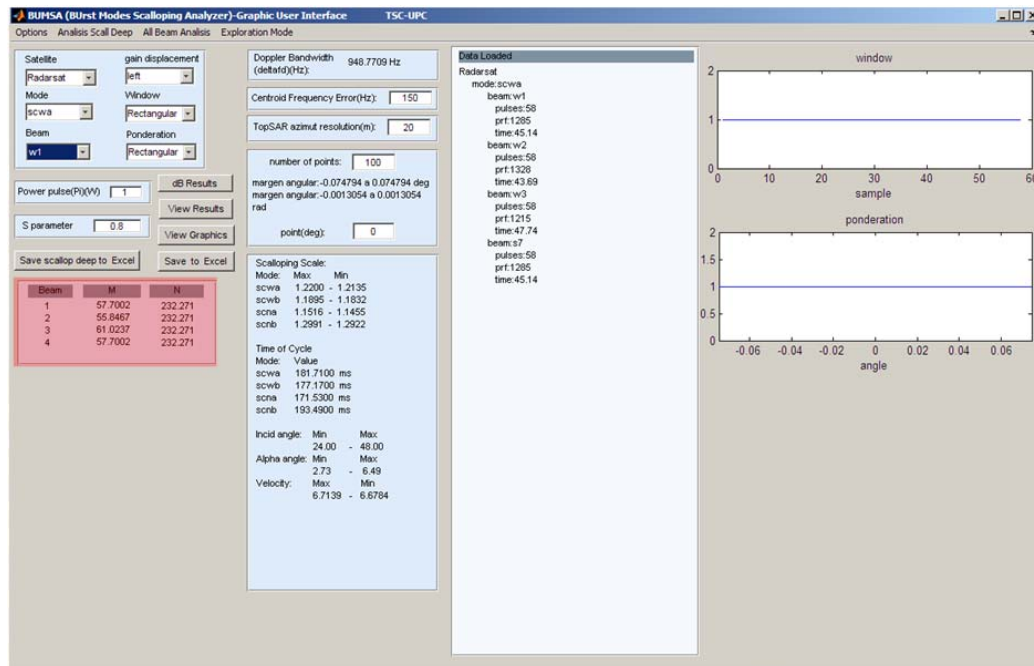 BUMSA (BUrst Modes Scalloping Analyzer)-Graphic User Interface TSC-UPC
Options Analisis Scall Deep All Beam Analisis Exploration Mode
Satellite gain displacement
Radarsat left
Mode Window
scwa Rectangular
Beam Ponderation
w1 Rectangular
Power pulse(Pi)(W) 1
S parameter 0.8
dB Results
View Results
View Graphics
Save scallop deep to Excel Save to Excel
Beam M N
1 57.7002 232.271
2 55.8467 232.271
3 61.0237 232.271
4 57.7002 232.271
Doppler Bandwidth
(deltafd)(Hz): 948.7709 Hz
Centroid Frequency Error(Hz): 150
TopSAR azimut resolution(m): 20
number of points: 100
margen angular:-0.074794 a 0.074794 deg
margen angular:-0.0013054 a 0.0013054
rad
point(deg): 0
Scalloping Scale:
Mode: Max Min
scwa 1.2200 - 1.2135
scwb 1.1895 - 1.1832
scna 1.1516 - 1.1455
scnb 1.2991 - 1.2922
Time of Cycle
Mode: Value
scwa 181.7100 ms
scwb 177.1700 ms
scna 171.5300 ms
scnb 193.4900 ms
Incid angle: Min Max
24.00 - 48.00
Alpha angle: Min Max
2.73 - 6.49
Velocity: Max Min
6.7139 - 6.6784
Data Loaded
Radarsat
mode:scwa
beam:w1
pulses:58
prf:1285
time:45.14
beam:w2
pulses:58
prf:1328
time:43.69
beam:w3
pulses:58
prf:1215
time:47.74
beam:s7
pulses:58
prf:1285
time:45.14
window
2
1
0
0 10 20 30 40 50 60
sample
ponderation
2
1.5
1
0.5
0
-0.06 -0.04 -0.02 0 0.02 0.04 0.06
angle